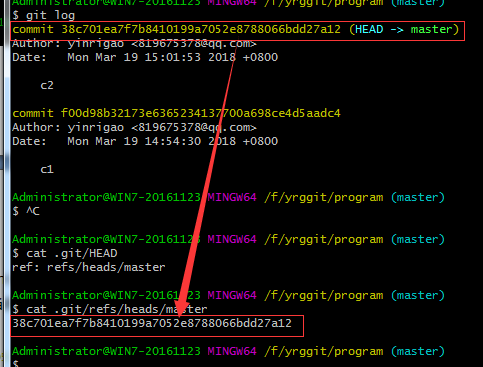 Administrator@WIN7-20161123 MINGW64 /f/yrggit/program (master)
$ git log
commit 38c701ea7f7b8410199a7052e8788066bdd27a12 (HEAD -> master)
Author: yinrigao <819675378@qq.com>
Date:   Mon Mar 19 15:01:53 2018 +0800
c2
commit f00d98b32173e6365234137700a698ce4d5aadc4
Author: yinrigao <819675378@qq.com>
Date:   Mon Mar 19 14:54:30 2018 +0800
c1
Administrator@WIN7-20161123 MINGW64 /f/yrggit/program (master)
$ ^C
Administrator@WIN7-20161123 MINGW64 /f/yrggit/program (master)
$ cat .git/HEAD
ref: refs/heads/master
Administrator@WIN7-20161123 MINGW64 /f/yrggit/program (master)
$ cat .git/refs/heads/master
38c701ea7f7b8410199a7052e8788066bdd27a12
Administrator@WIN7-20161123 MINGW64 /f/yrggit/program (master)
$